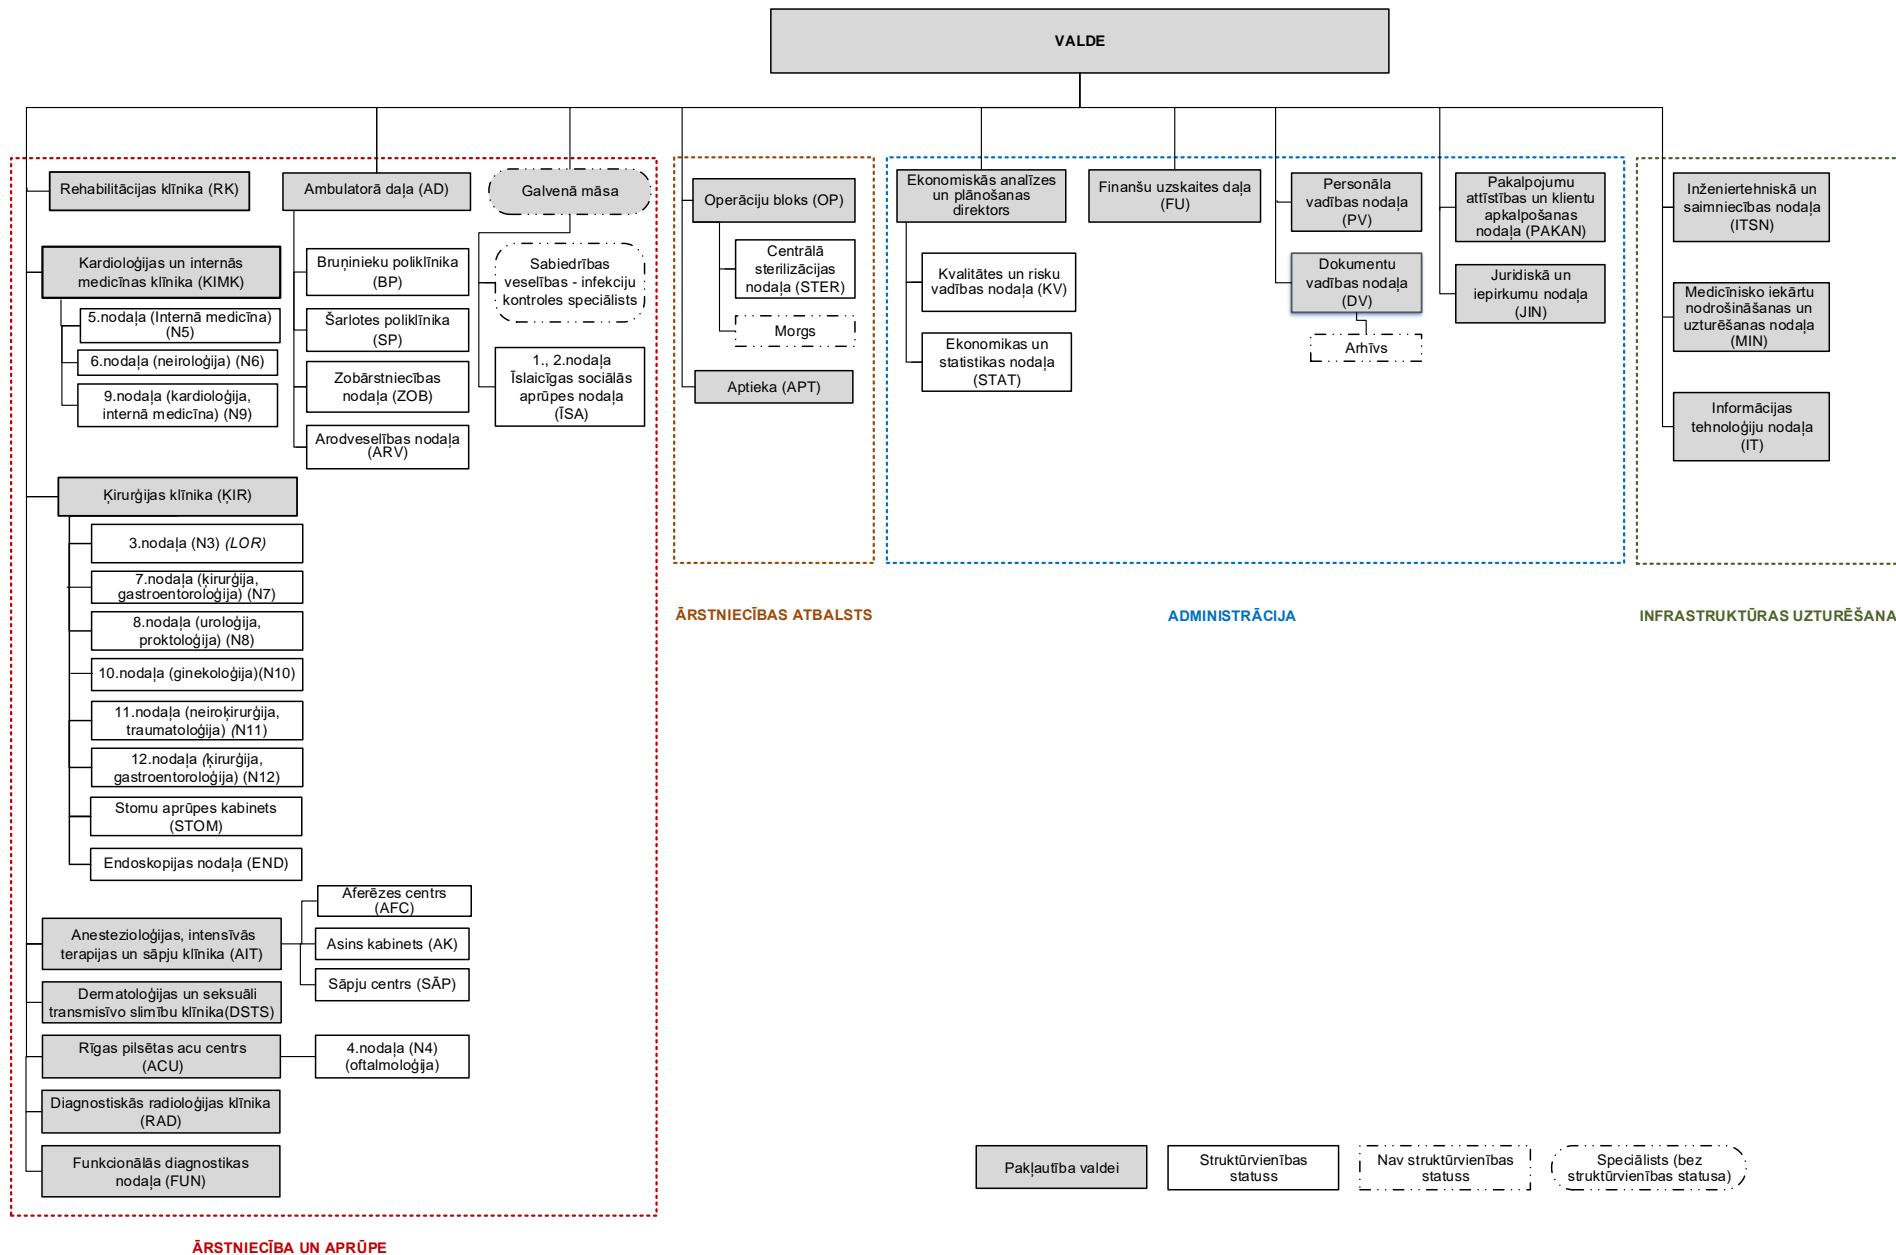 VALDE
Rehabilitācijas klīnika (RK)
Kardioloģijas un internās
medicīnas klīnika (KIMK)
5.nodaļa (Internā medicīna)
(N5)
6.nodaļa (neiroloģija) (N6)
9.nodaļa (kardioloģija,
internā medicīna) (N9)
Ķirurģijas klīnika (ĶIR)
3.nodaļa (N3) (LOR)
7.nodaļa (ķirurģija,
gastroentoroloģija) (N7)
8.nodaļa (uroloģija,
proktoloģija) (N8)
10.nodaļa (ginekoloģija)(N10)
11.nodaļa (neiroķirurģija,
traumatoloģija) (N11)
12.nodaļa (ķirurģija,
gastroentoroloģija) (N12)
Stomu aprūpes kabinets
(STOM)
Endoskopijas nodaļa (END)
Anestezioloģijas, intensīvās
terapijas un sāpju klīnika (AIT)
Aferēzes centrs
(AFC)
Asins kabinets (AK)
Sāpju centrs (SĀP)
Dermatoloģijas un seksuāli
transmisīvo slimību klīnika(DSTS)
Rīgas pilsētas acu centrs
(ACU)
4.nodaļa (N4)
(oftalmoloģija)
Diagnostiskās radioloģijas klīnika
(RAD)
Funkcionālās diagnostikas
nodaļa (FUN)
Ambulatorā daļa (AD)
Bruņinieku poliklīnika
(BP)
Šarlotes poliklīnika
(SP)
Zobārstniecības
nodaļa (ZOB)
Arodveselības nodaļa
(ARV)
Galvenā māsa
Sabiedrības
veselības - infekciju
kontroles speciālists
1., 2.nodaļa
Īslaicīgas sociālās
aprūpes nodaļa
(ĪSA)
ĀRSTNIECĪBA UN APRŪPE
Operāciju bloks (OP)
Centrālā
sterilizācijas
nodaļa (STER)
Morgs
Aptieka (APT)
ĀRSTNIECĪBAS ATBALSTS
Ekonomiskās analīzes
un plānošanas
direktors
Kvalitātes un risku
vadības nodaļa (KV)
Ekonomikas un
statistikas nodaļa
(STAT)
Finanšu uzskaites daļa
(FU)
Personāla
vadības nodaļa
(PV)
Dokumentu
vadības nodaļa
(DV)
Arhīvs
Pakalpojumu
attīstības un klientu
apkalpošanas
nodaļa (PAKAN)
Juridiskā un
iepirkumu nodaļa
(JIN)
ADMINISTRĀCIJA
Inženiertehniskā un
saimniecības nodaļa
(ITSN)
Medicīnisko iekārtu
nodrošināšanas un
uzturēšanas nodaļa
(MIN)
Informācijas
tehnoloģiju nodaļa
(IT)
INFRASTRUKTŪRAS UZTURĒŠANA
Pakļautība valdei
Struktūrvienības
statuss
Nav struktūrvienības
statuss
Speciālists (bez
struktūrvienības statusa)